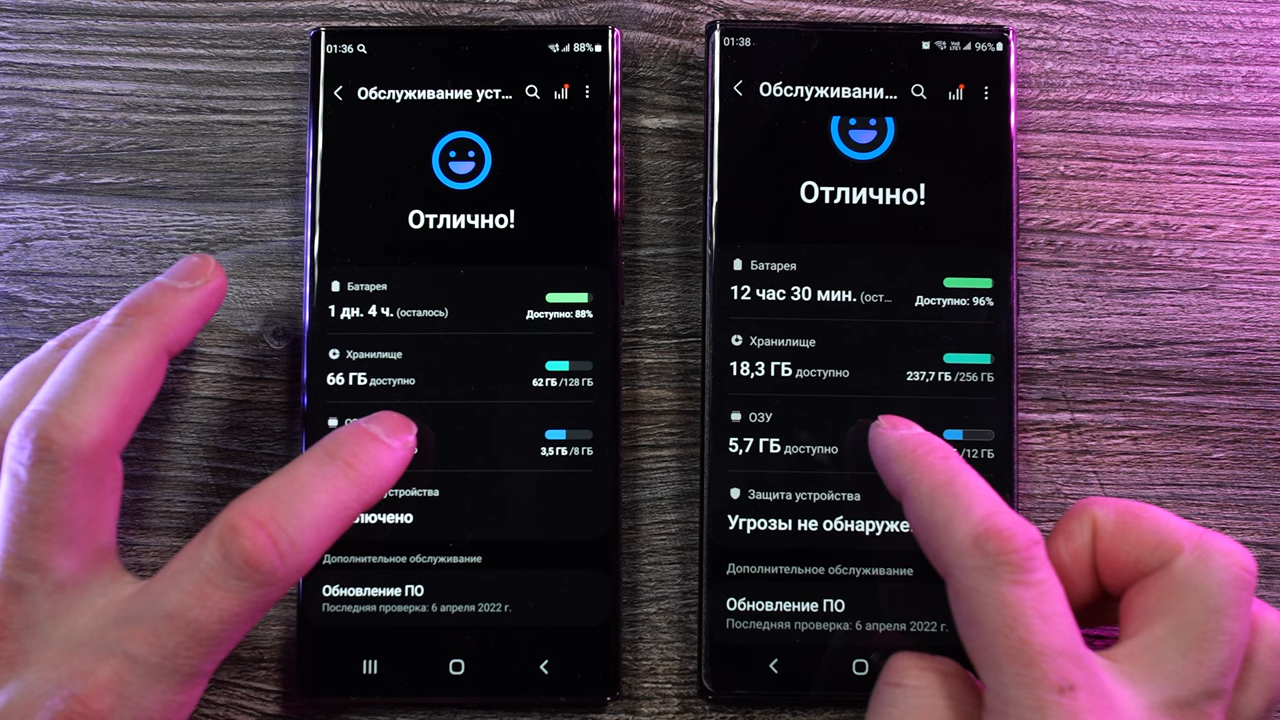 01:36
88%
Обслуживание уст...
Отлично!
Батарея
1 дн. 4 ч. (осталось)
Доступно: 88%
Хранилище
66 ГБ доступно
62 ГБ /128 ГБ
3,5 ГБ /8 ГБ
устройства
лючено
Дополнительное обслуживание
Обновление ПО
Последняя проверка: 6 апреля 2022 г.
01:38
96%
Обслуживани...
Отлично!
Батарея
12 час 30 мин. (ост...
Доступно: 96%
Хранилище
18,3 ГБ доступно
237,7 ГБ /256 ГБ
ОЗУ
5,7 ГБ доступно
/12 ГБ
Защита устройства
Угрозы не обнаруже
Дополнительное обслуживание
Обновление ПО
Последняя проверка: 6 апреля 2022 г.